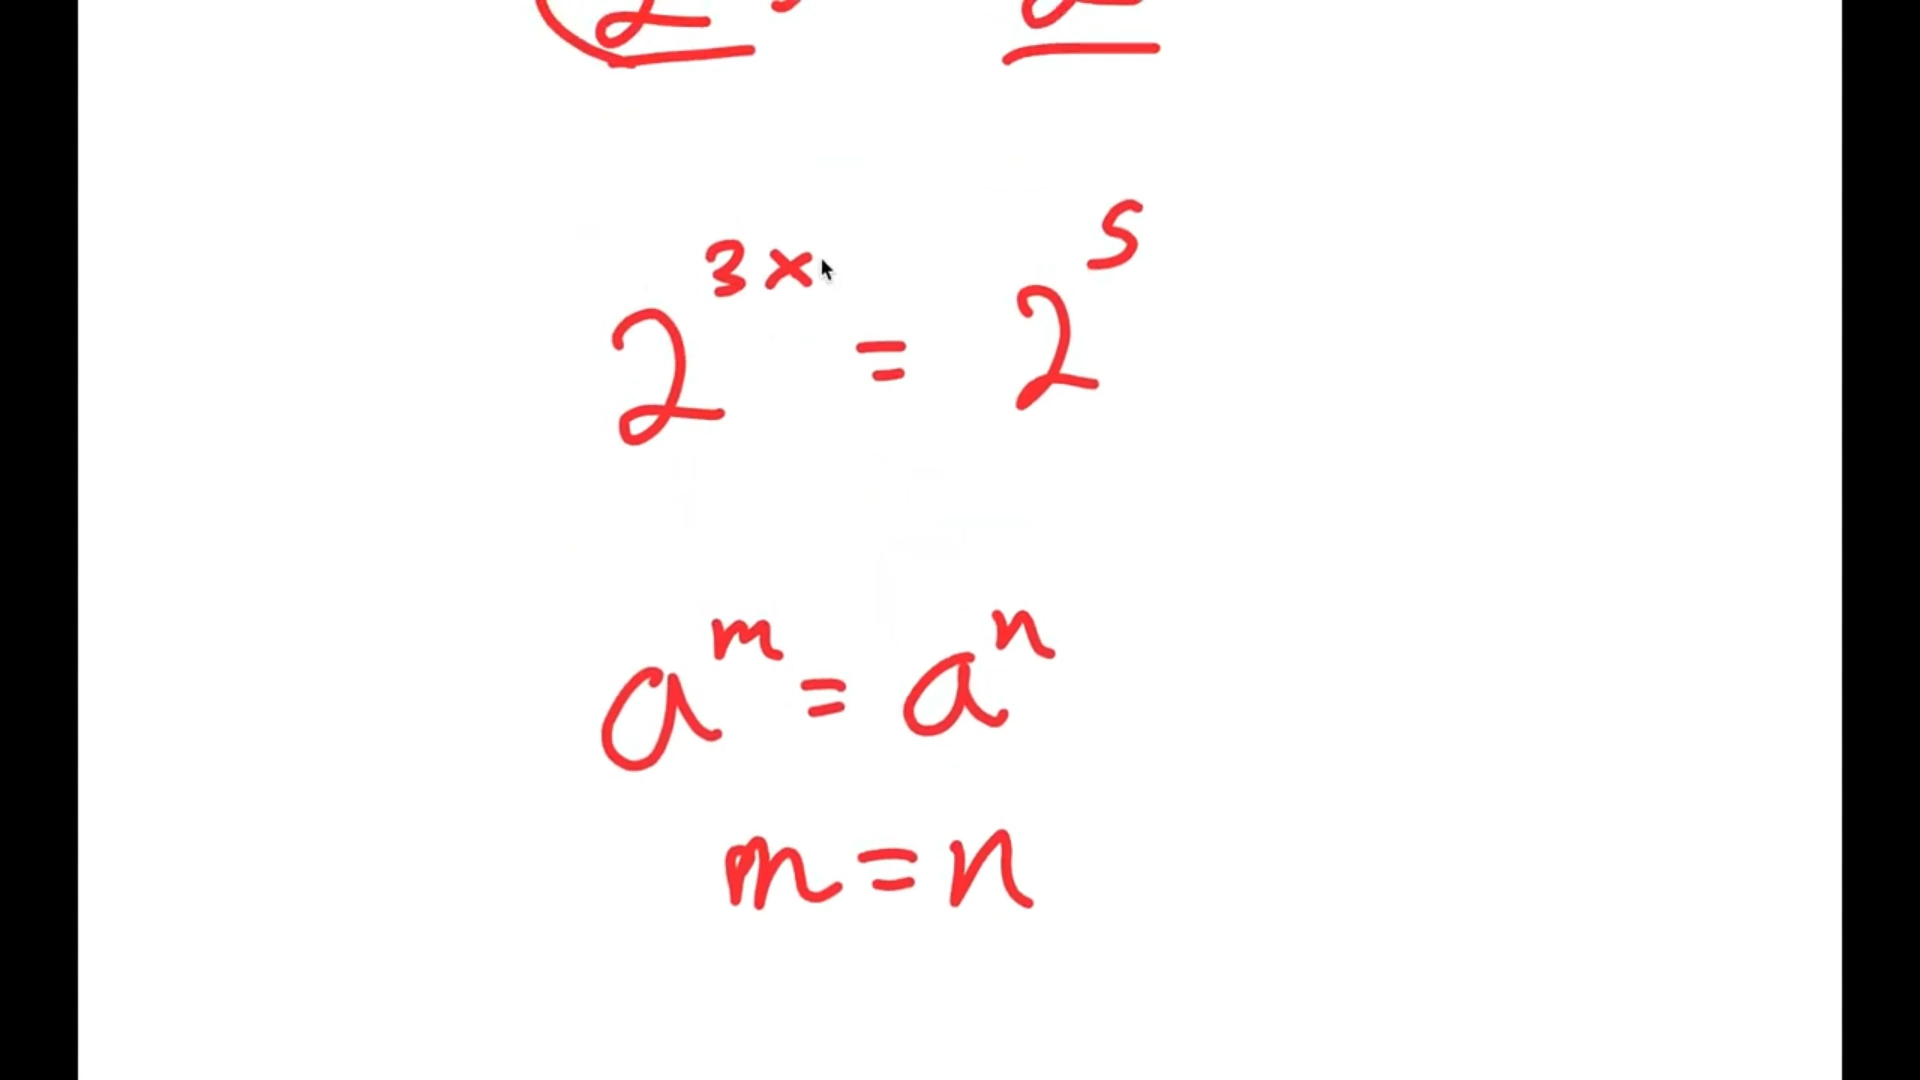 2^{3x} = 2^5
a^m = a^n
m = n